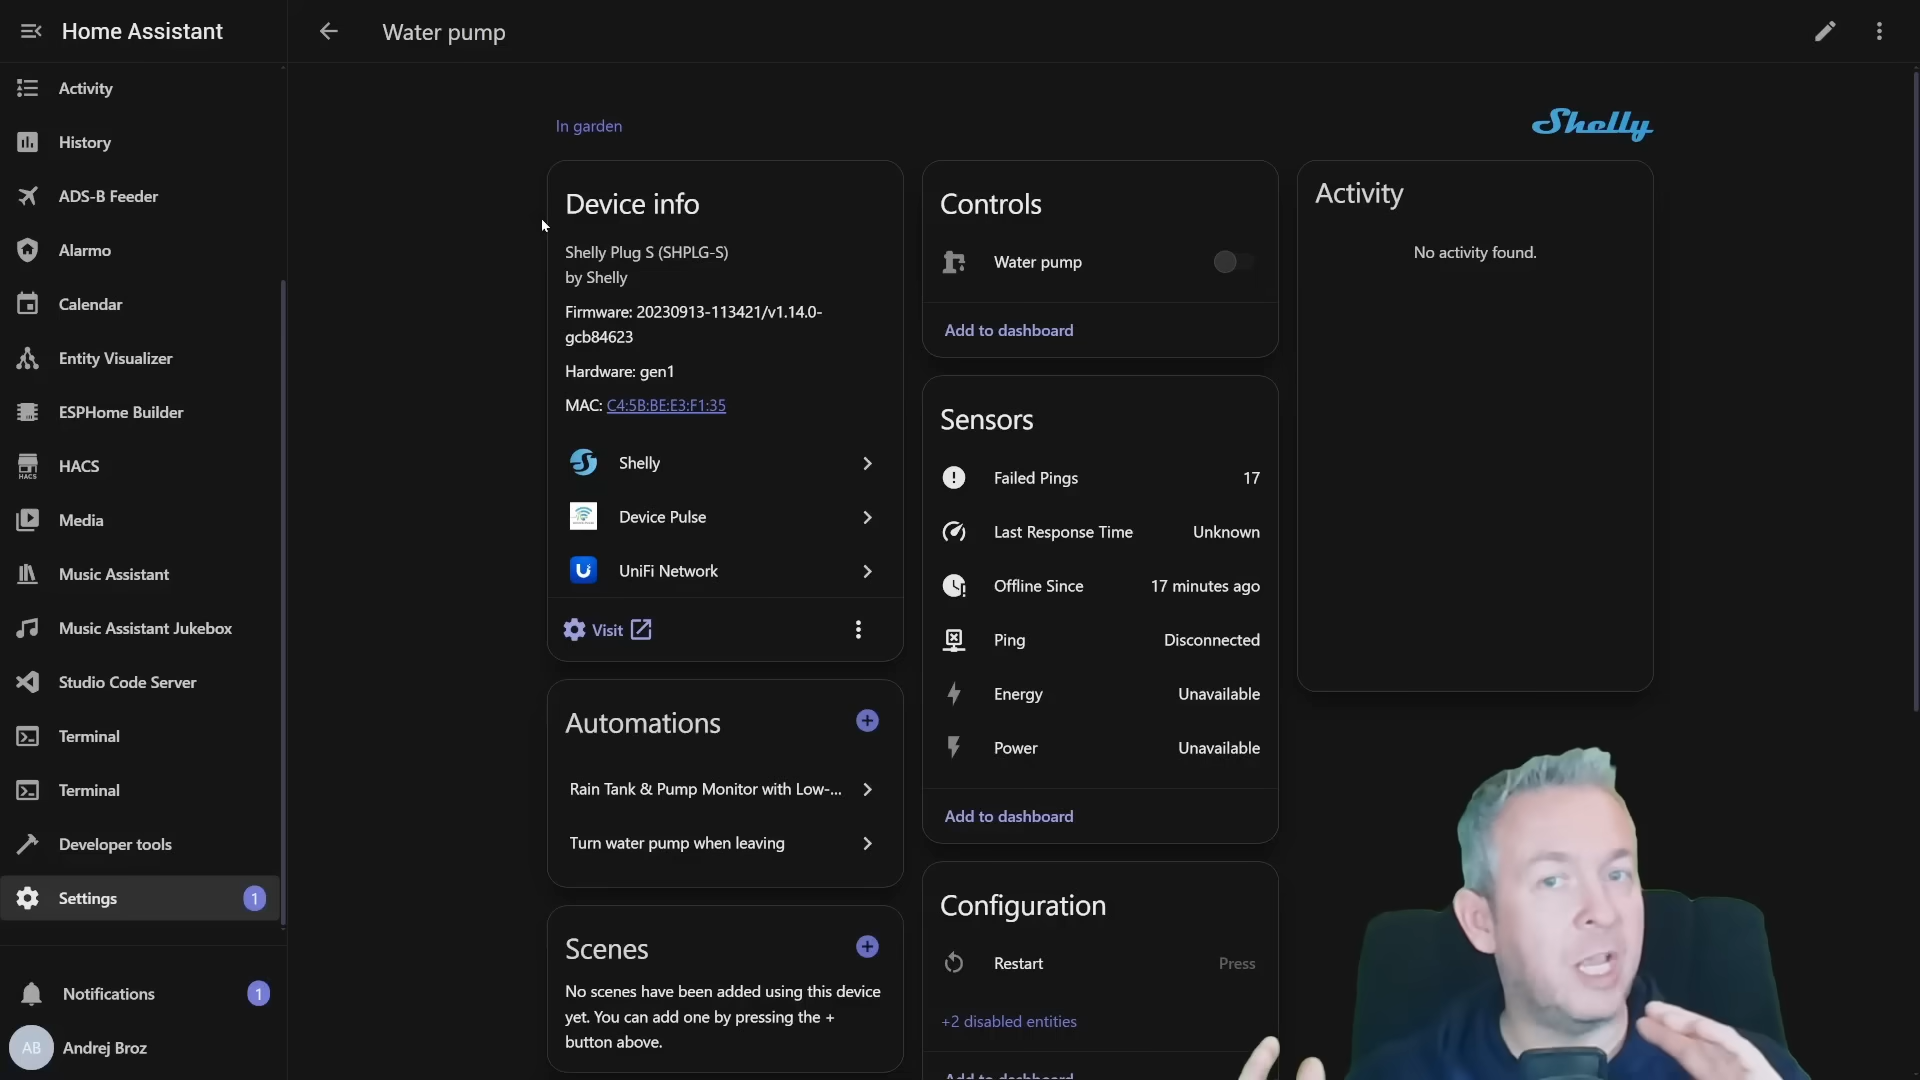 Home Assistant
Activity
History
ADS-B Feeder
Alarmo
Calendar
Entity Visualizer
ESPHome Builder
HACS
HACS
Media
Music Assistant
Music Assistant Jukebox
Studio Code Server
Terminal
Terminal
Developer tools
Settings 1
Notifications 1
AB Andrej Broz
Water pump
In garden
Shelly
Device info
Shelly Plug S (SHPLG-S)
by Shelly
Firmware: 20230913-113421/v1.14.0-
gcb84623
Hardware: gen1
MAC: C4:5B:BE:E3:F1:35
Shelly
Device Pulse
UniFi Network
Visit
Automations
Rain Tank & Pump Monitor with Low-...
Turn water pump when leaving
Scenes
No scenes have been added using this device
yet. You can add one by pressing the +
button above.
Controls
Water pump
Add to dashboard
Sensors
Failed Pings 17
Last Response Time Unknown
Offline Since 17 minutes ago
Ping Disconnected
Energy Unavailable
Power Unavailable
Add to dashboard
Configuration
Restart Press
+2 disabled entities
Add to dashboard
Activity
No activity found.